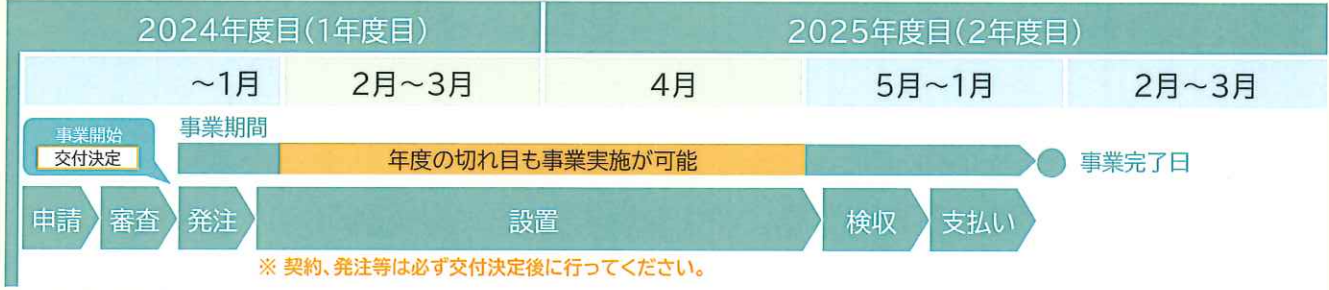 2024年度目(1年度目)
2025年度目(2年度目)
～1月
2月～3月
4月
5月～1月
2月～3月
事業開始
交付決定
事業期間
年度の切れ目も事業実施が可能
事業完了日
申請
審査
発注
設置
検収
支払い
※ 契約、発注等は必ず交付決定後に行ってください。